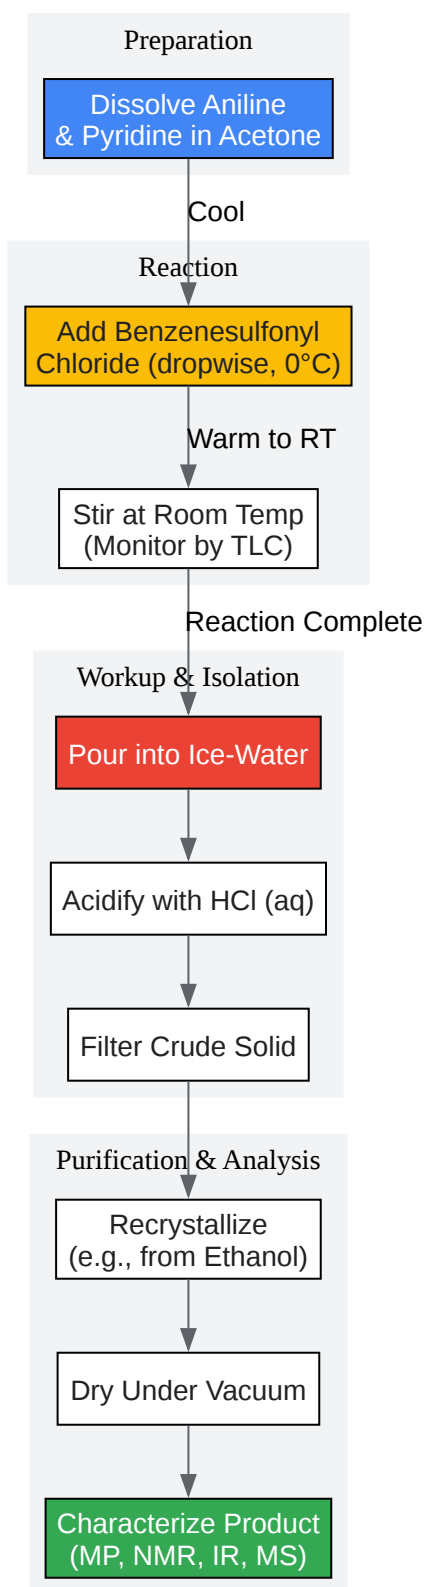 Preparation
Dissolve Aniline
& Pyridine in Acetone
Cool
Reaction
Add Benzenesulfonyl
Chloride (dropwise, 0°C)
Warm to RT
Stir at Room Temp
(Monitor by TLC)
Reaction Complete
Workup & Isolation
Pour into Ice-Water
Acidify with HCl (aq)
Filter Crude Solid
Purification & Analysis
Recrystallize
(e.g., from Ethanol)
Dry Under Vacuum
Characterize Product
(MP, NMR, IR, MS)